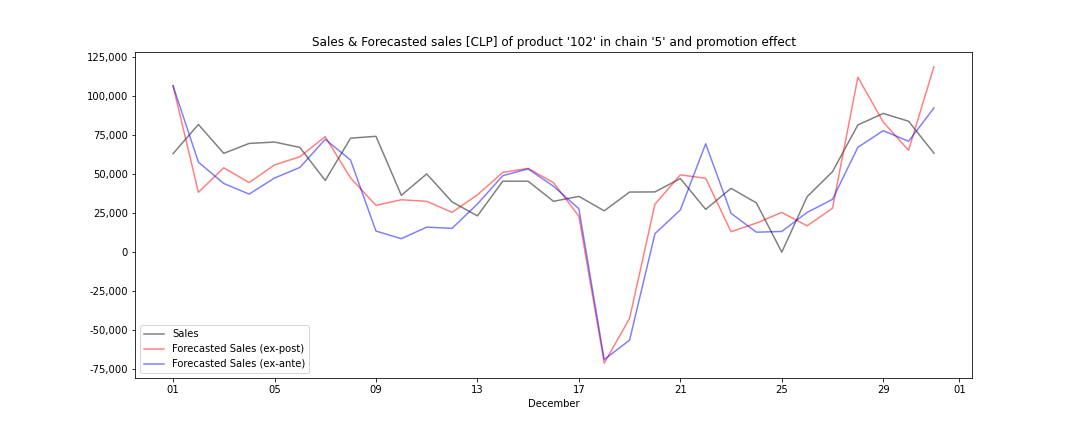 Sales & Forecasted sales [CLP] of product '102' in chain '5' and promotion effect
125,000
100,000
75,000
50,000
25,000
0
-25,000
-50,000
-75,000
Sales
Forecasted Sales (ex-post)
Forecasted Sales (ex-ante)
01 05 09 13 17 21 25 29 01
December